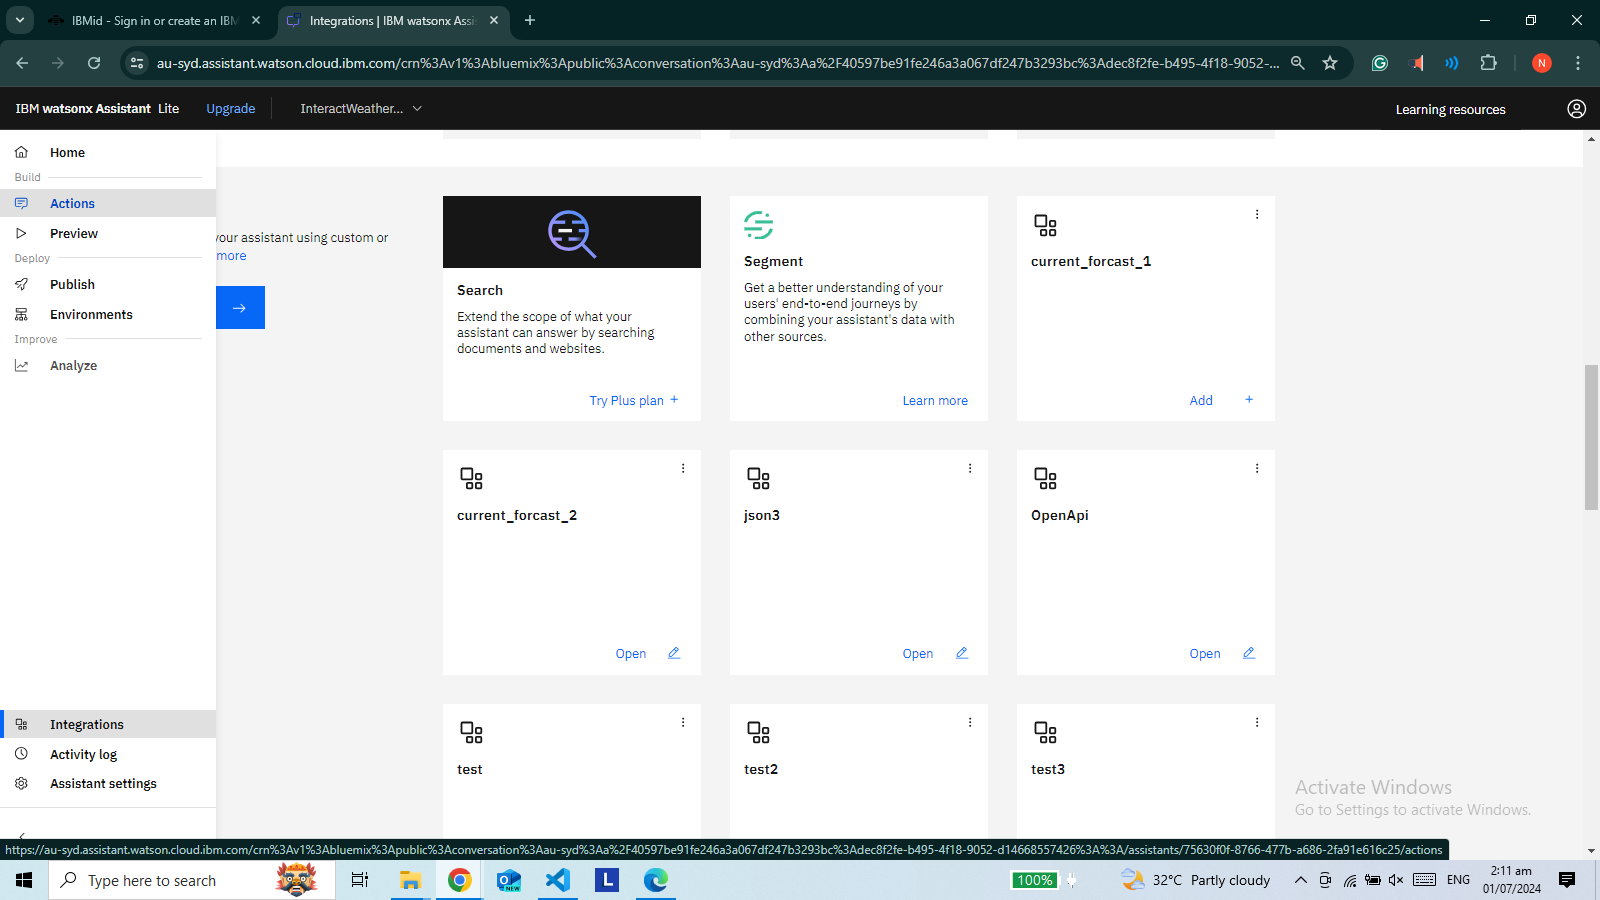 IBMid - Sign in or create an IBM
Integrations | IBM watsonx Assis
au-syd.assistant.watson.cloud.ibm.com/crn%3Av1%3Abluemix%3Apublic%3Aconversation%3Aau-syd%3Aa%2F40597be91fe246a3a067df247b3293bc%3Adec8f2fe-b495-4f18-9052-...
N
IBM watsonx Assistant Lite
Upgrade
InteractWeather...
Learning resources
Home
Build
Actions
Preview
Deploy
Publish
Environments
Improve
Analyze
Integrations
Activity log
Assistant settings
your assistant using custom or
more
Search
Extend the scope of what your
assistant can answer by searching
documents and websites.
Try Plus plan +
Segment
Get a better understanding of your
users' end-to-end journeys by
combining your assistant's data with
other sources.
Learn more
current_forcast_1
Add +
current_forcast_2
Open
json3
Open
OpenApi
Open
test
test2
test3
Activate Windows
Go to Settings to activate Windows.
https://au-syd.assistant.watson.cloud.ibm.com/crn%3Av1%3Abluemix%3Apublic%3Aconversation%3Aau-syd%3Aa%2F40597be91fe246a3a067df247b3293bc%3Adec8f2fe-b495-4f18-9052-d14668557426%3A%3A/assistants/75630f0f-8766-477b-a686-2fa91e616c25/actions
Type here to search
NEW
L
100%
32°C Partly cloudy
ENG
2:11 am
01/07/2024